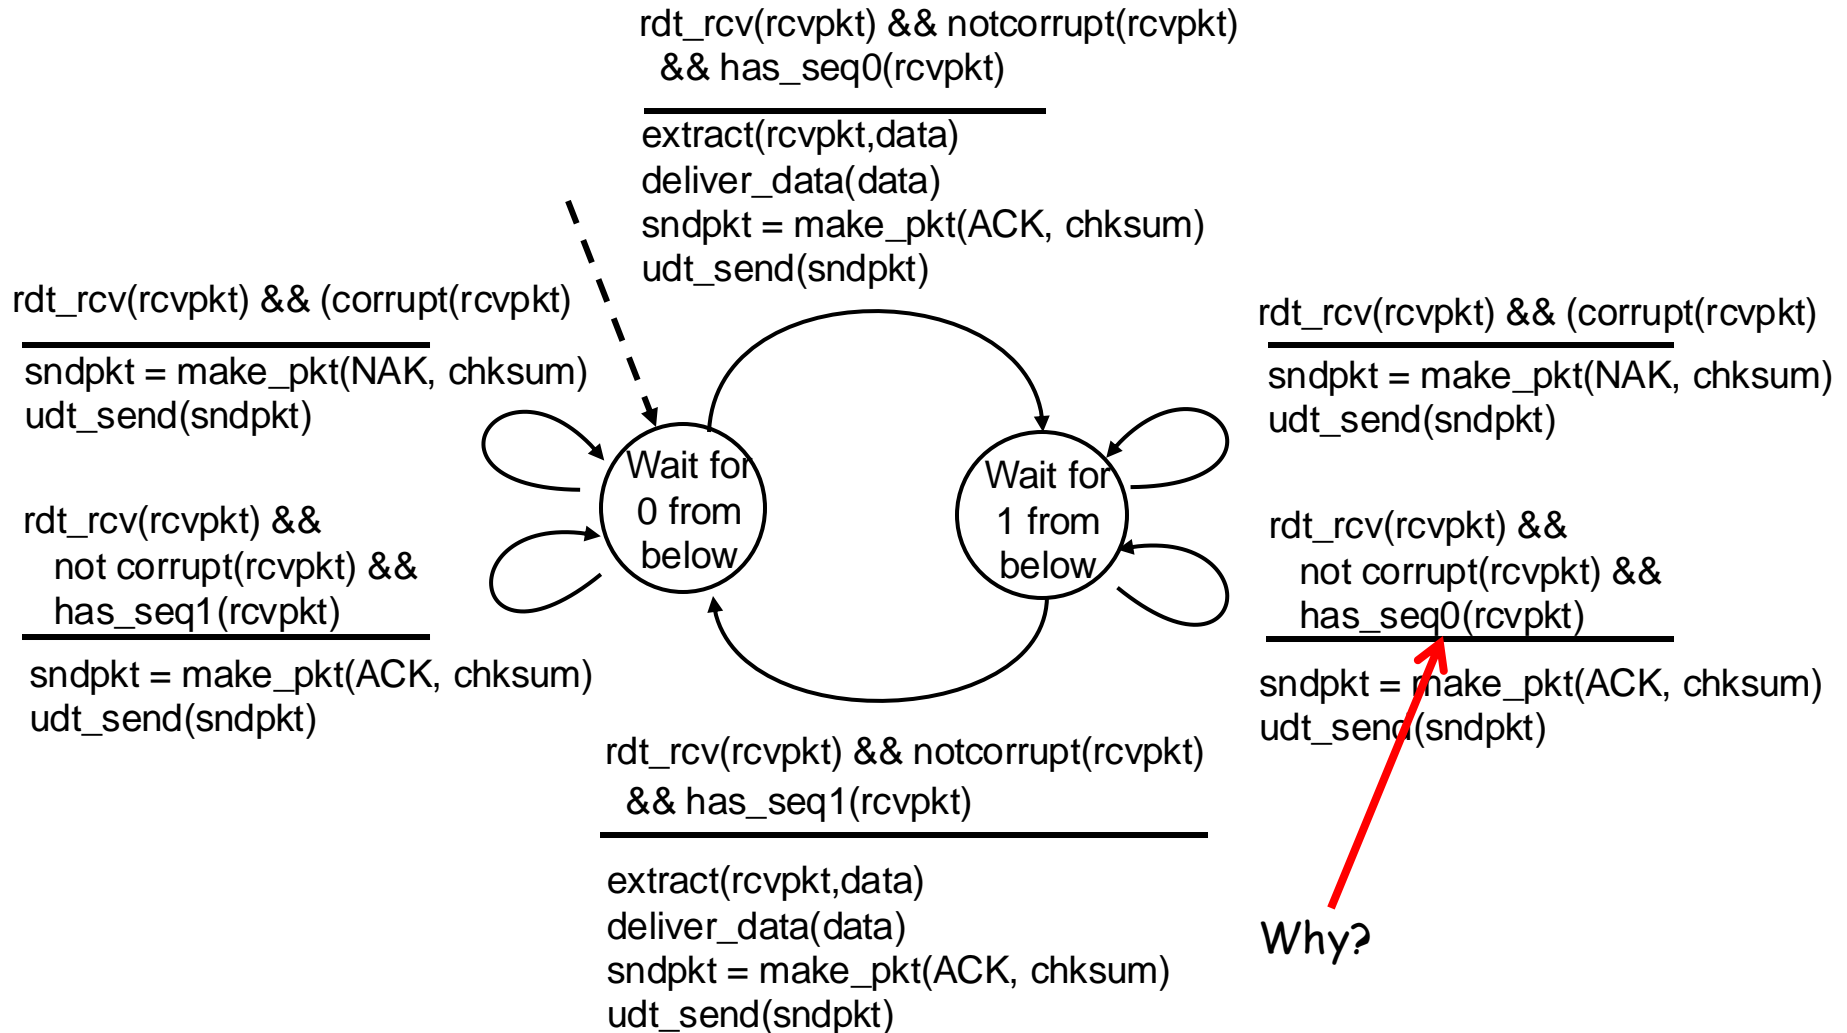 rdt_rcv(rcvpkt) && notcorrupt(rcvpkt)
&& has_seq0(rcvpkt)
extract(rcvpkt,data)
deliver_data(data)
sndpkt = make_pkt(ACK, chksum)
udt_send(sndpkt)
rdt_rcv(rcvpkt) && (corrupt(rcvpkt)
sndpkt = make_pkt(NAK, chksum)
udt_send(sndpkt)
rdt_rcv(rcvpkt) &&
not corrupt(rcvpkt) &&
has_seq1(rcvpkt)
sndpkt = make_pkt(ACK, chksum)
udt_send(sndpkt)
Wait for
0 from
below
Wait for
1 from
below
rdt_rcv(rcvpkt) && (corrupt(rcvpkt)
sndpkt = make_pkt(NAK, chksum)
udt_send(sndpkt)
rdt_rcv(rcvpkt) &&
not corrupt(rcvpkt) &&
has_seq0(rcvpkt)
sndpkt = make_pkt(ACK, chksum)
udt_send(sndpkt)
rdt_rcv(rcvpkt) && notcorrupt(rcvpkt)
&& has_seq1(rcvpkt)
extract(rcvpkt,data)
deliver_data(data)
sndpkt = make_pkt(ACK, chksum)
udt_send(sndpkt)
Why?